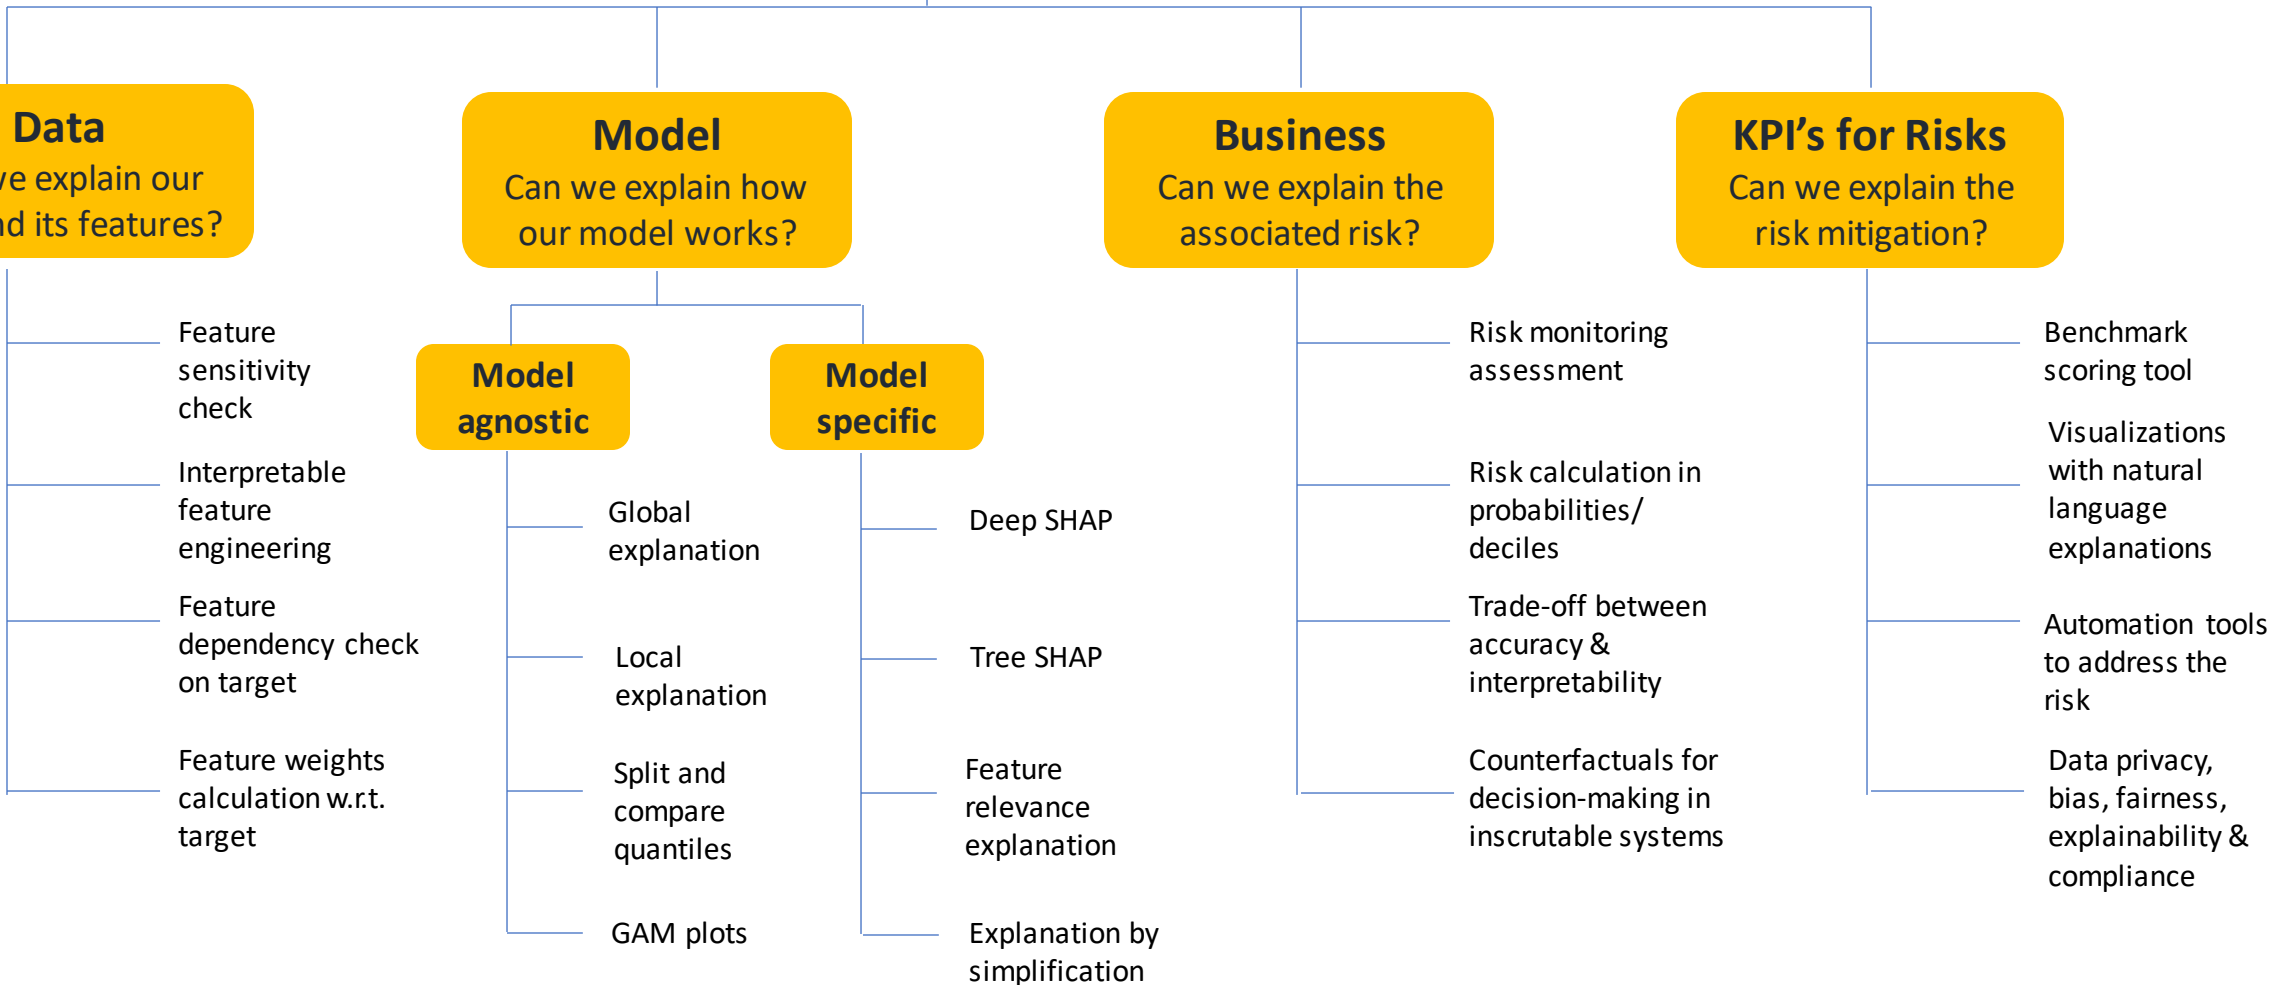 Data
we explain our
nd its features?
Feature
sensitivity
check
Interpretable
feature
engineering
Feature
dependency check
on target
Feature weights
calculation w.r.t.
target
Model
Can we explain how
our model works?
Model
agnostic
Global
explanation
Local
explanation
Split and
compare
quantiles
GAM plots
Model
specific
Deep SHAP
Tree SHAP
Feature
relevance
explanation
Explanation by
simplification
Business
Can we explain the
associated risk?
Risk monitoring
assessment
Risk calculation in
probabilities/
deciles
Trade-off between
accuracy &
interpretability
Counterfactuals for
decision-making in
inscrutable systems
KPI's for Risks
Can we explain the
risk mitigation?
Benchmark
scoring tool
Visualizations
with natural
language
explanations
Automation tools
to address the
risk
Data privacy,
bias, fairness,
explainability &
compliance